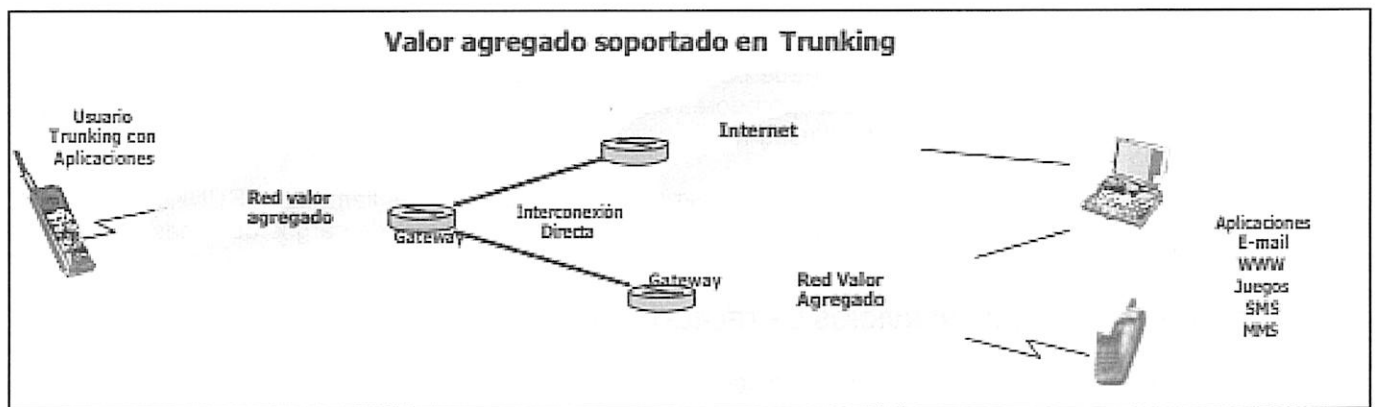 Valor agregado soportado en Trunking
Usuario
Trunking con
Aplicaciones
Red valor
agregado
Gateway
Internet
Interconexión
Directa
Gateway
Red Valor
Agregado
Aplicaciones
E-mail
WWW
Juegos
SMS
MMS